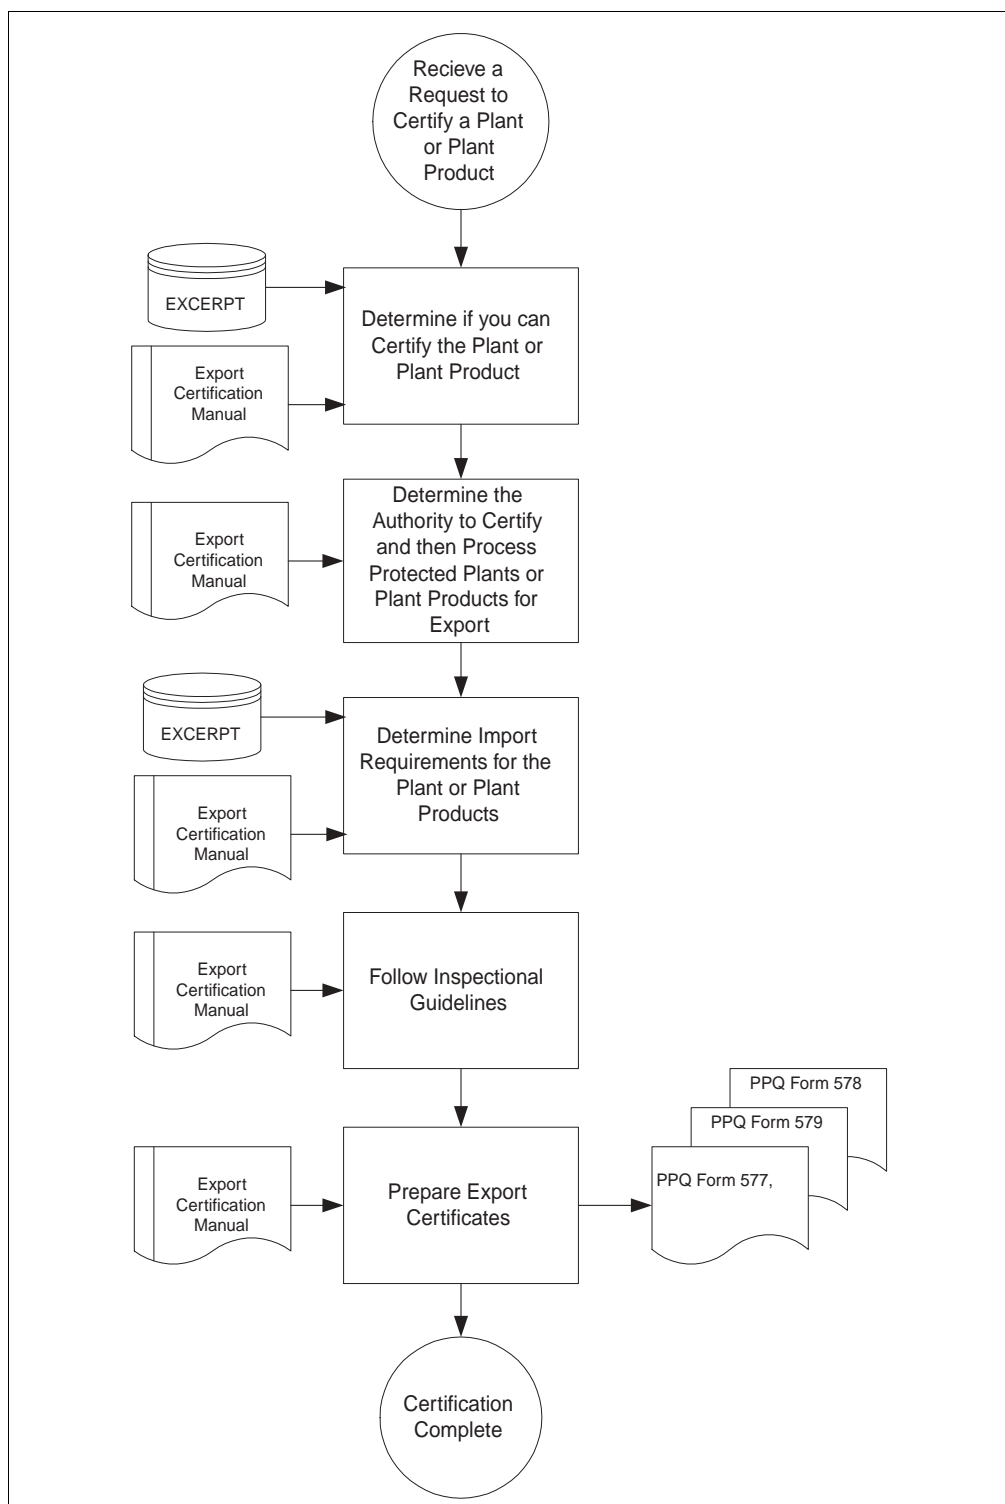 Recieve a
Request to
Certify a Plant
or Plant
Product
EXCERPT
Export
Certification
Manual
Determine if you can
Certify the Plant or
Plant Product
Export
Certification
Manual
Determine the
Authority to Certify
and then Process
Protected Plants or
Plant Products for
Export
EXCERPT
Export
Certification
Manual
Determine Import
Requirements for the
Plant or Plant
Products
Export
Certification
Manual
Follow Inspectional
Guidelines
Export
Certification
Manual
Prepare Export
Certificates
PPQ Form 578
PPQ Form 579
PPQ Form 577,
Certification
Complete